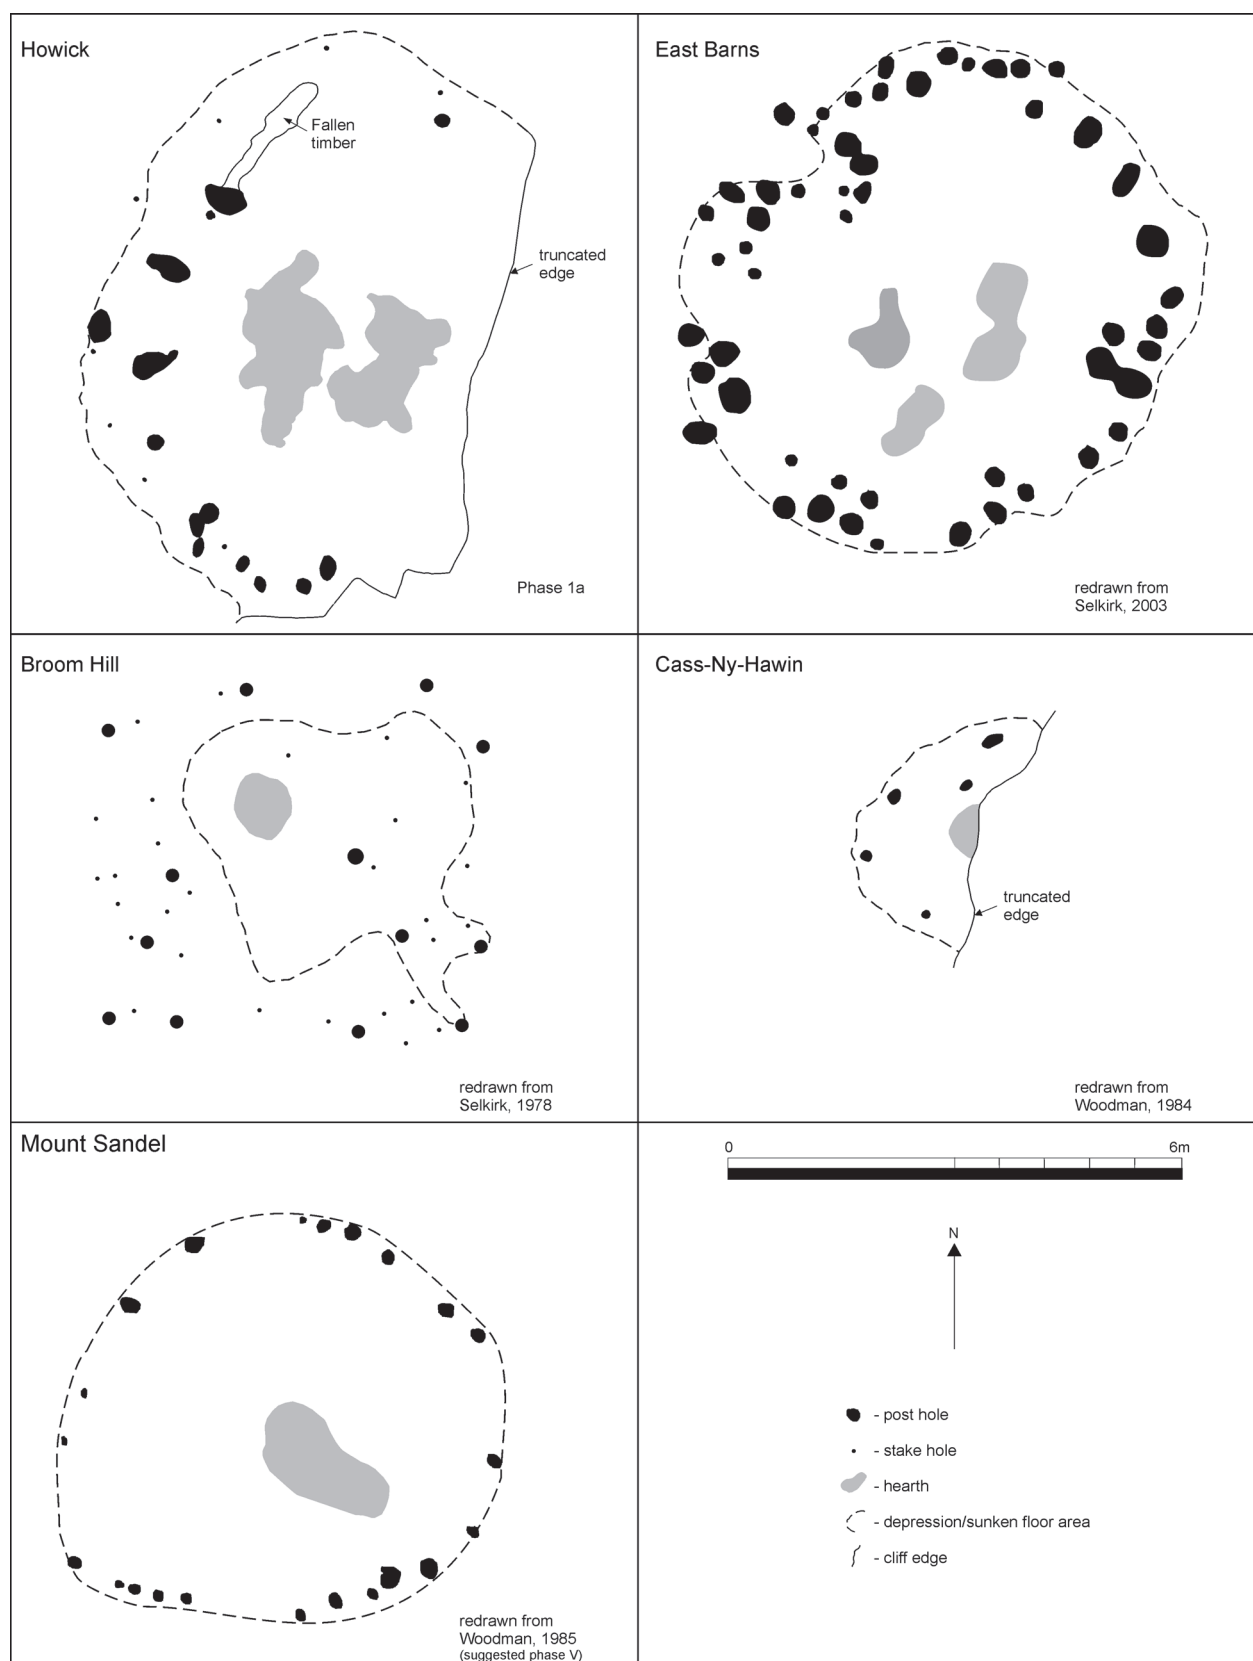 Howick
Fallen
timber
truncated
edge
Phase 1a
East Barns
redrawn from
Selkirk, 2003
Broom Hill
redrawn from
Selkirk, 1978
Cass-Ny-Hawin
truncated
edge
redrawn from
Woodman, 1984
Mount Sandel
redrawn from
Woodman, 1985
(suggested phase V)
0 6m
N
- post hole
- stake hole
- hearth
- depression/sunken floor area
- cliff edge